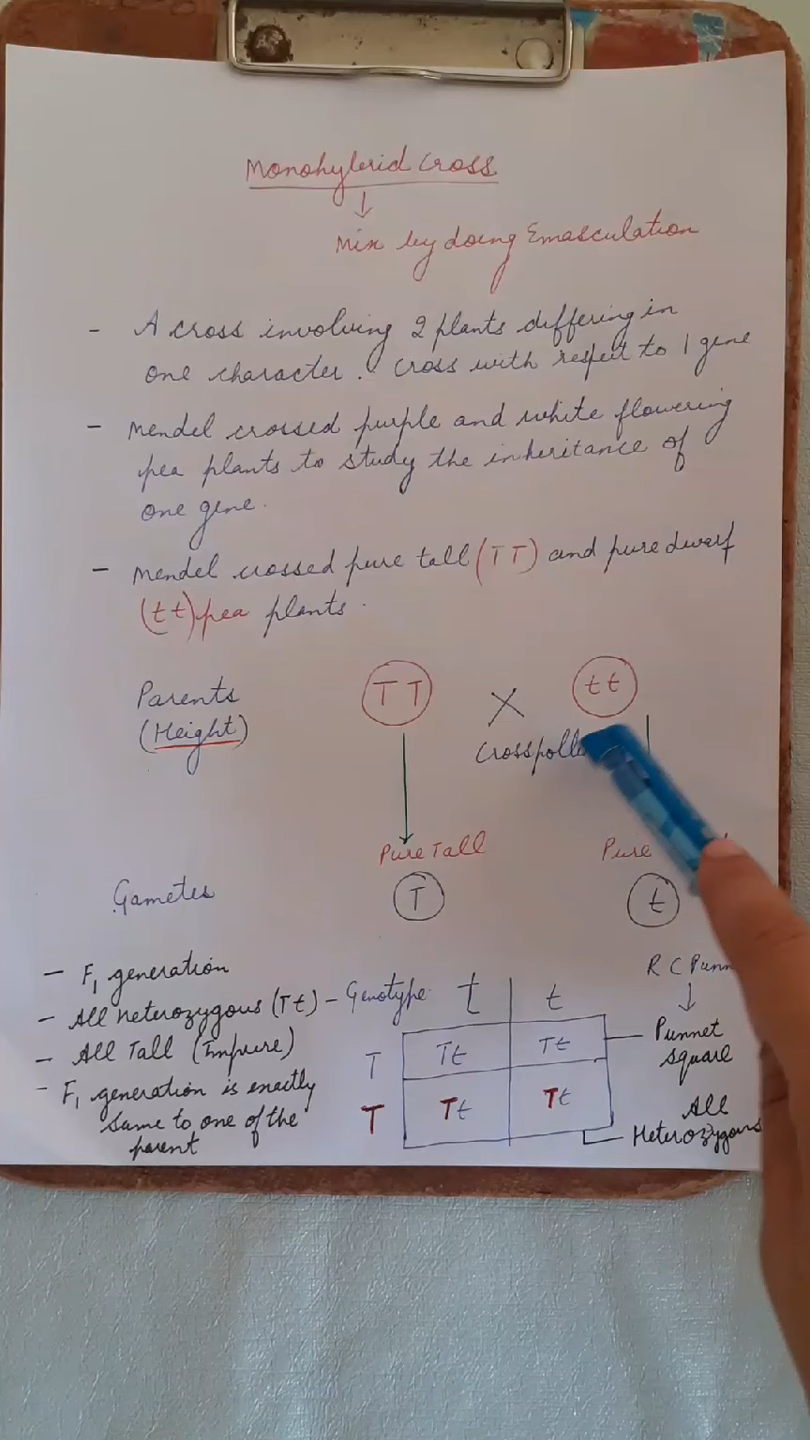 Monohybrid Cross
↓
Mix by doing Emasculation
- A cross involving 2 plants differing in
one character. Cross with respect to 1 gene
- Mendel crossed purple and white flowering
pea plants to study the inheritance of
one gene.
- Mendel crossed pure tall (TT) and pure dwarf
(tt) pea plants.
Parents TT X tt
(Height)
Pure Tall Pure
Gametes T t
- F1 generation
R C
- All heterozygous (Tt) - Genotype t t
↓
- All Tall (Impure) T Tt Tt Punnet
square
- F1 generation is exactly
same to one of the T Tt Tt All
parent Heterozygous